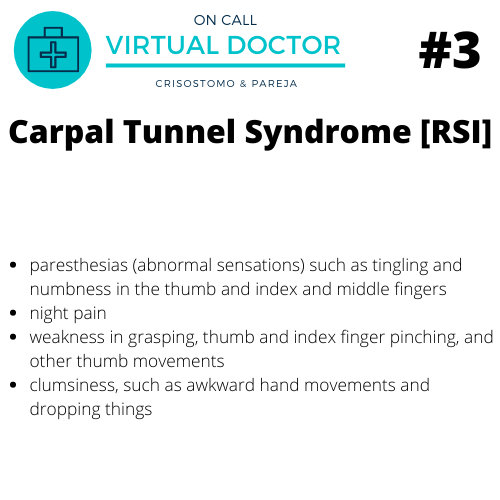 ON CALL
VIRTUAL DOCTOR
CRISOSTOMO & PAREJA
#3
Carpal Tunnel Syndrome [RSI]
• paresthesias (abnormal sensations) such as tingling and
numbness in the thumb and index and middle fingers
• night pain
• weakness in grasping, thumb and index finger pinching, and
other thumb movements
• clumsiness, such as awkward hand movements and
dropping things